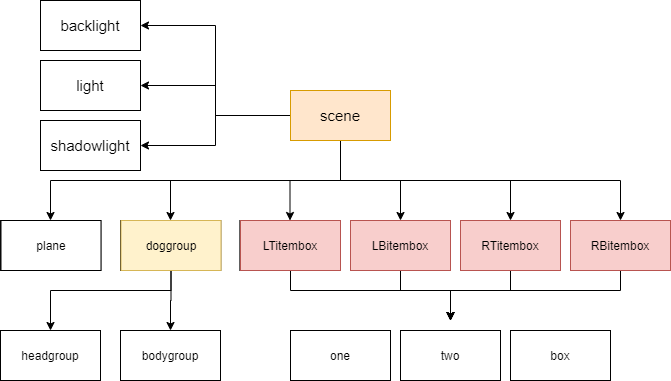 backlight
light
shadowlight
scene
plane
doggroup
LTitembox
LBitembox
RTitembox
RBitembox
headgroup
bodygroup
one
two
box